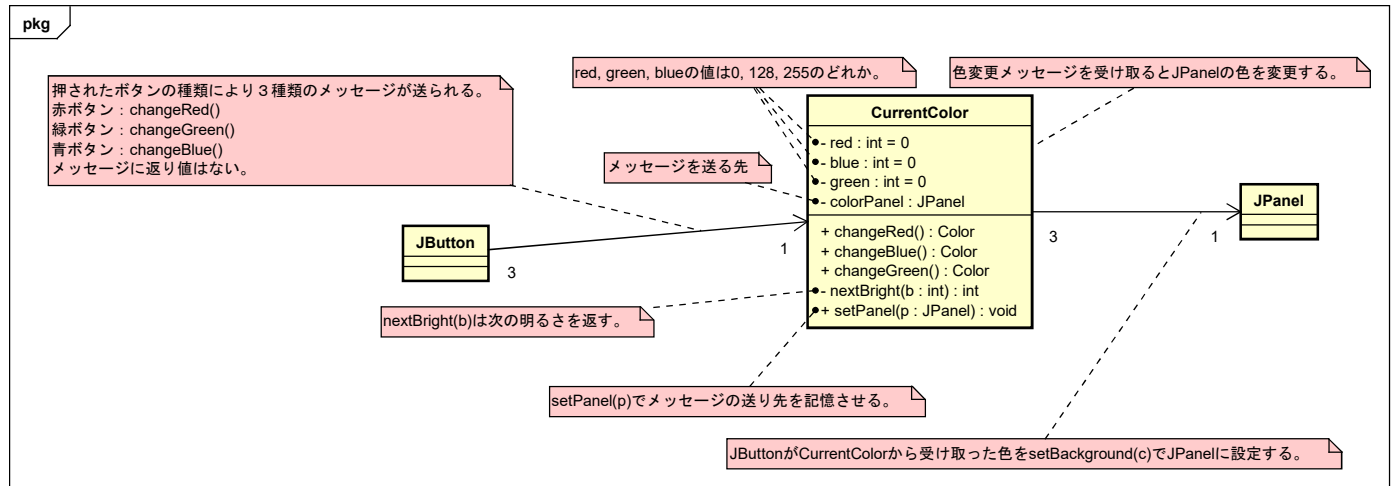 pkg
red, green, blueの値は0, 128, 255のどれか。
色変更メッセージを受け取るとJPanelの色を変更する。
押されたボタンの種類により３種類のメッセージが送られる。
赤ボタン：changeRed()
緑ボタン：changeGreen()
青ボタン：changeBlue()
メッセージに返り値はない。
CurrentColor
- red : int = 0
- blue : int = 0
- green : int = 0
- colorPanel : JPanel
メッセージを送る先
+ changeRed() : Color
+ changeBlue() : Color
+ changeGreen() : Color
- nextBright(b : int) : int
+ setPanel(p : JPanel) : void
JPanel
JButton
3
1
3
1
nextBright(b)は次の明るさを返す。
setPanel(p)でメッセージの送り先を記憶させる。
JButtonがCurrentColorから受け取った色をsetBackground(c)でJPanelに設定する。